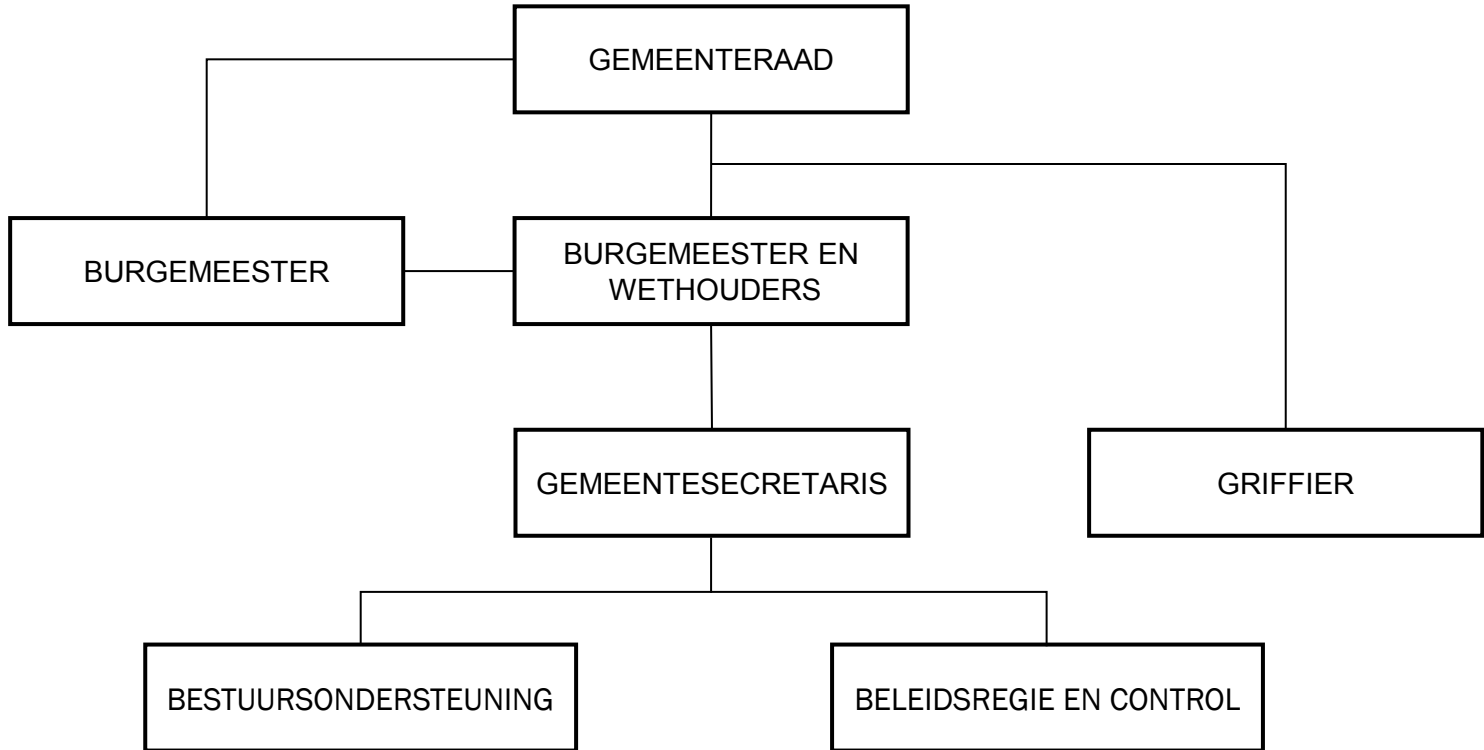 GEMEENTERAAD
BURGEMEESTER
BURGEMEESTER EN
WETHOUDERS
GEMEENTESECRETARIS
GRIFFIER
BESTUURSONDERSTEUNING
BELEIDSREGIE EN CONTROL